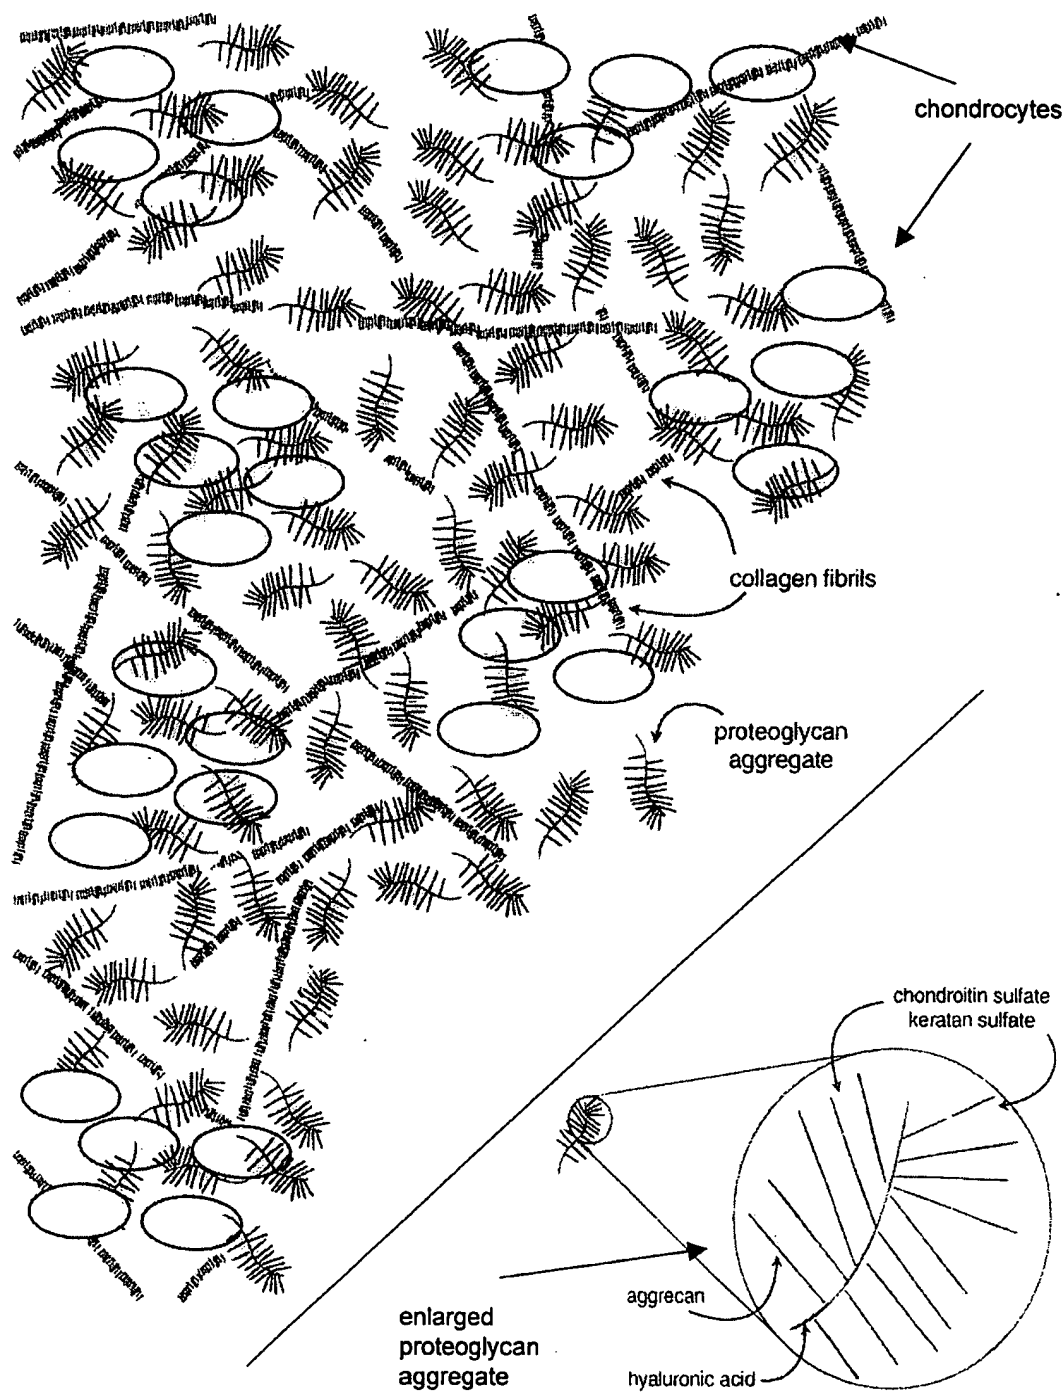 chondrocytes
collagen fibrils
proteoglycan
aggregate
chondroitin sulfate
keratan sulfate
aggrecan
enlarged
proteoglycan
aggregate
hyaluronic acid